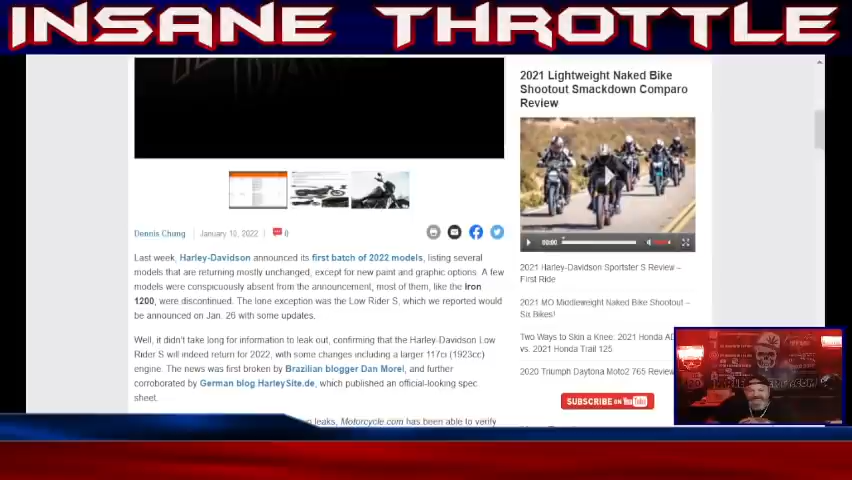 INSANE THROTTLE
2021 Lightweight Naked Bike
Shootout Smackdown Comparo
Review
00:00
Dennis Chung
January 10, 2022
0
Last week, Harley-Davidson announced its first batch of 2022 models, listing several
models that are returning mostly unchanged, except for new paint and graphic options. A few
models were conspicuously absent from the announcement, most of them, like the Iron
1200, were discontinued. The lone exception was the Low Rider S, which we reported would
be announced on Jan. 26 with some updates.
Well, it didn't take long for information to leak out, confirming that the Harley-Davidson Low
Rider S will indeed return for 2022, with some changes including a larger 117ci (1923cc)
engine. The news was first broken by Brazilian blogger Dan Morel, and further
corroborated by German blog HarleySite.de, which published an official-looking spec
sheet.
leaks, Motorcycle.com has been able to verify
2021 Harley-Davidson Sportster S Review –
First Ride
2021 MO Middleweight Naked Bike Shootout –
Six Bikes!
Two Ways to Skin a Knee: 2021 Honda
vs. 2021 Honda Trail 125
2020 Triumph Daytona Moto2 765 Review
SUBSCRIBE ON YouTube